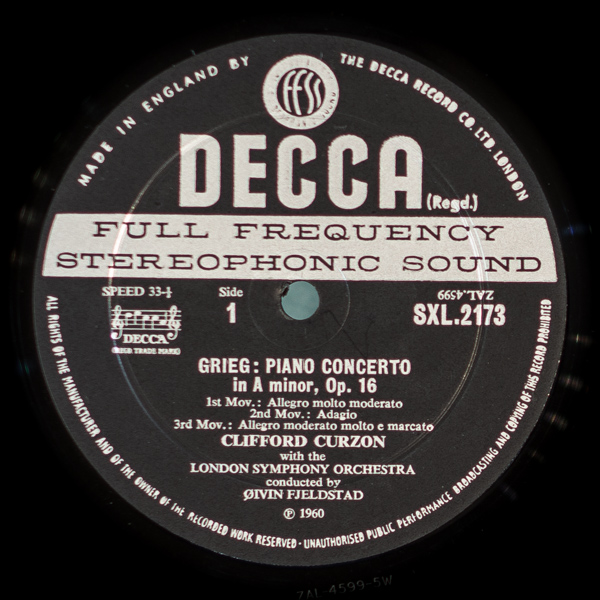 MADE IN ENGLAND BY
THE DECCA RECORD CO. LTD. LONDON
FFSS
DECCA (Regd.)
FULL FREQUENCY
STEREOPHONIC SOUND
SPEED 33⅓
DECCA
(REGD TRADE MARK)
Side
1
ZAL.4599
SXL.2173
GRIEG: PIANO CONCERTO
in A minor, Op. 16
1st Mov.: Allegro molto moderato
2nd Mov.: Adagio
3rd Mov.: Allegro moderato molto e marcato
CLIFFORD CURZON
with the
LONDON SYMPHONY ORCHESTRA
conducted by
ØIVIN FJELDSTAD
℗ 1960
ALL RIGHTS OF THE MANUFACTURER AND OF THE OWNER OF THE RECORDED WORK RESERVED · UNAUTHORISED PUBLIC PERFORMANCE BROADCASTING AND COPYING OF THIS RECORD PROHIBITED
ZAL-4599-5W